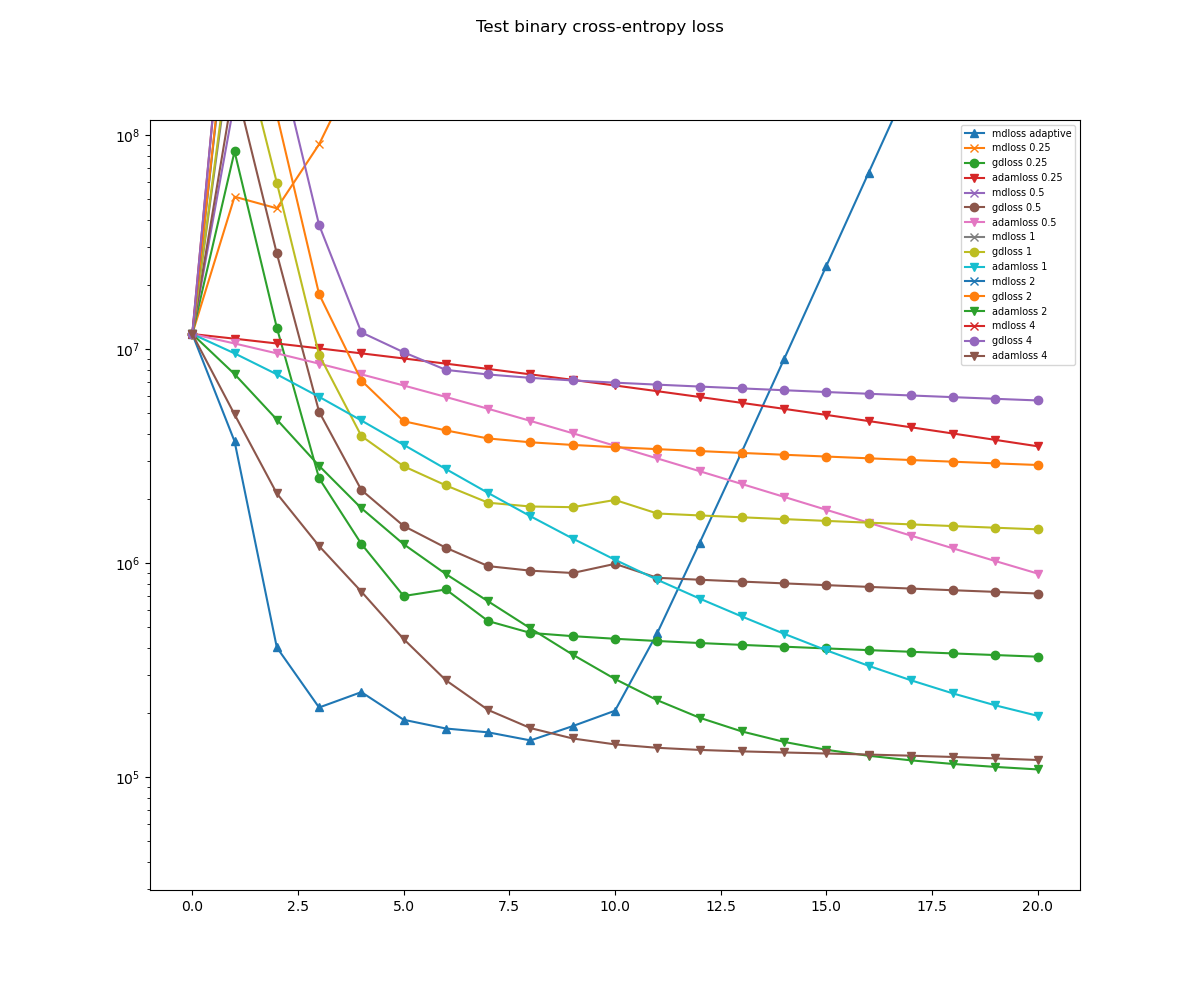 Test binary cross-entropy loss
10^8
10^7
10^6
10^5
mdloss adaptive
mdloss 0.25
gdloss 0.25
adamloss 0.25
mdloss 0.5
gdloss 0.5
adamloss 0.5
mdloss 1
gdloss 1
adamloss 1
mdloss 2
gdloss 2
adamloss 2
mdloss 4
gdloss 4
adamloss 4
0.0 2.5 5.0 7.5 10.0 12.5 15.0 17.5 20.0